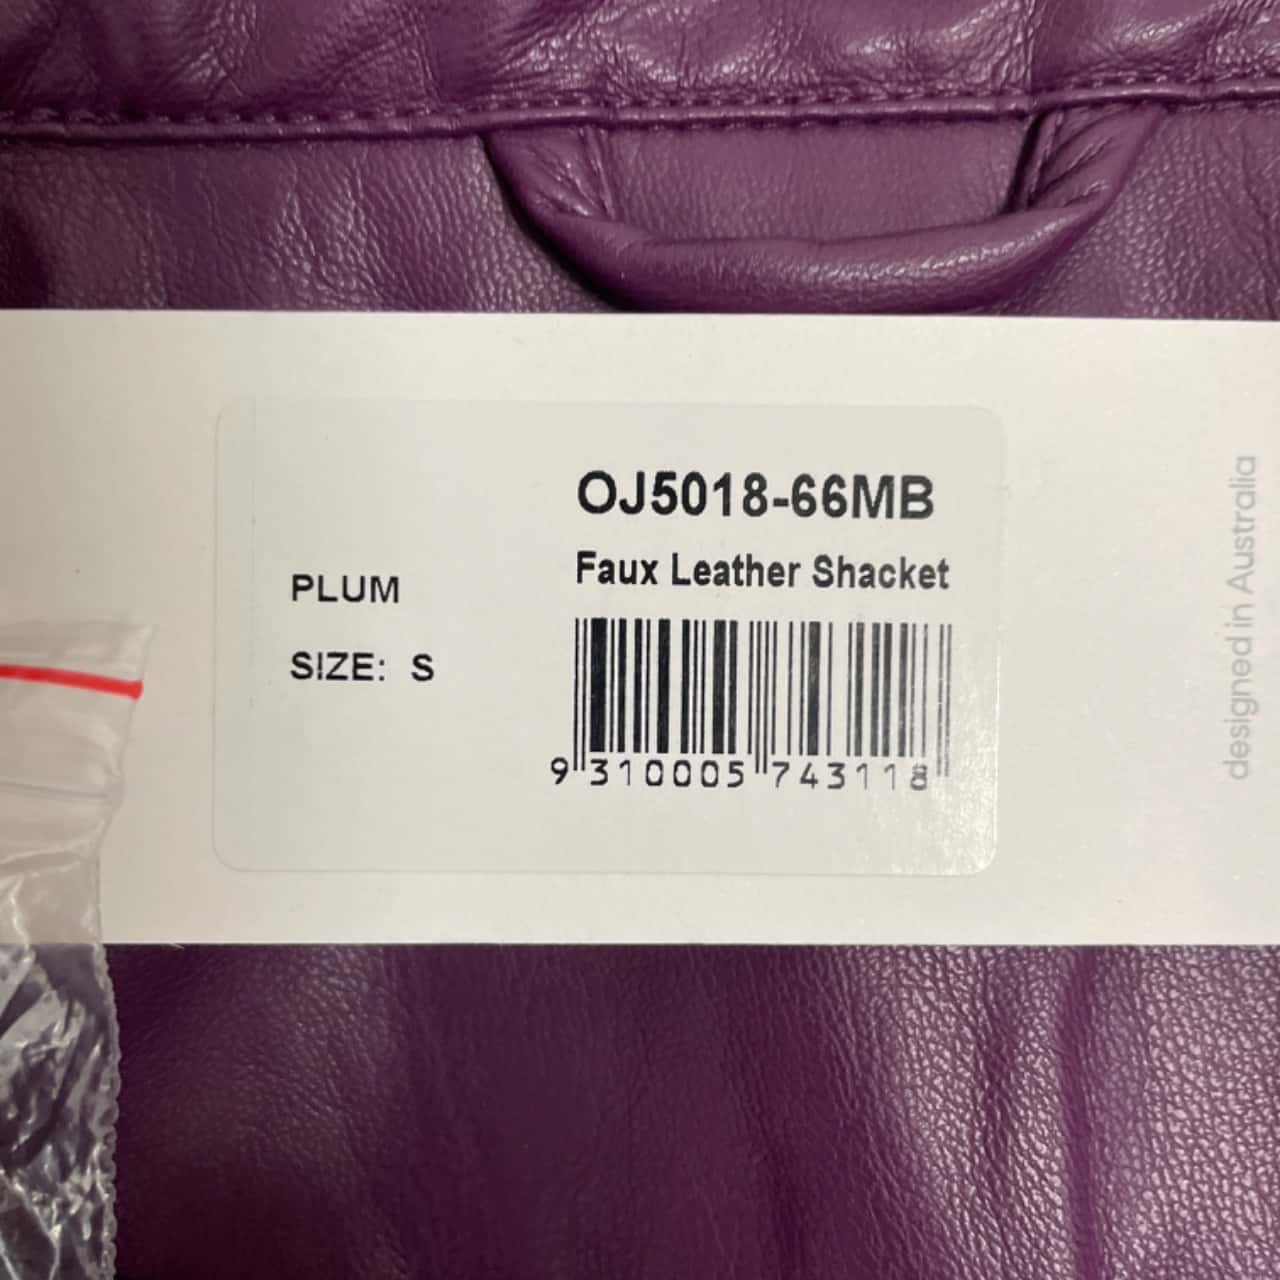 OJ5018-66MB
Faux Leather Shacket
PLUM
SIZE: S
9 310005 743118
designed in Australia